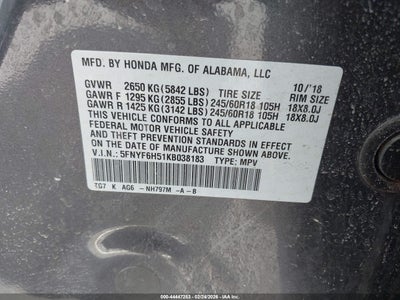 MFD. BY HONDA MFG. OF ALABAMA, LLC
10/'18
GVWR 2650 KG (5842 LBS) TIRE SIZE RIM SIZE
GAWR F 1295 KG (2855 LBS) 245/60R18 105H 18X8.0J
GAWR R 1425 KG (3142 LBS) 245/60R18 105H 18X8.0J
THIS VEHICLE CONFORMS TO ALL APPLICABLE
FEDERAL MOTOR VEHICLE SAFETY AND
THEFT PREVENTION STANDARDS IN EFFECT ON THE
DATE OF MANUFACTURE SHOWN ABOVE.
V.I.N.: 5FNYF6H51KB038183 TYPE: MPV
TG7 K AG6 -NH797M -A-B
000-44447253 - 02/24/2026 - IAA